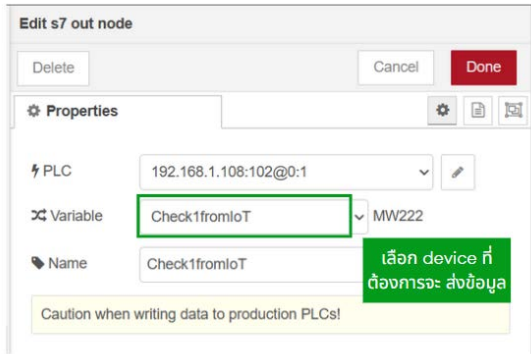 Edit s7 out node
Delete
Cancel
Done
Properties
PLC
192.168.1.108:102@0:1
Variable
Check1fromIoT
MW222
Name
Check1fromIoT
เลือก device ที่
ต้องการจะ ส่งข้อมูล
Caution when writing data to production PLCs!